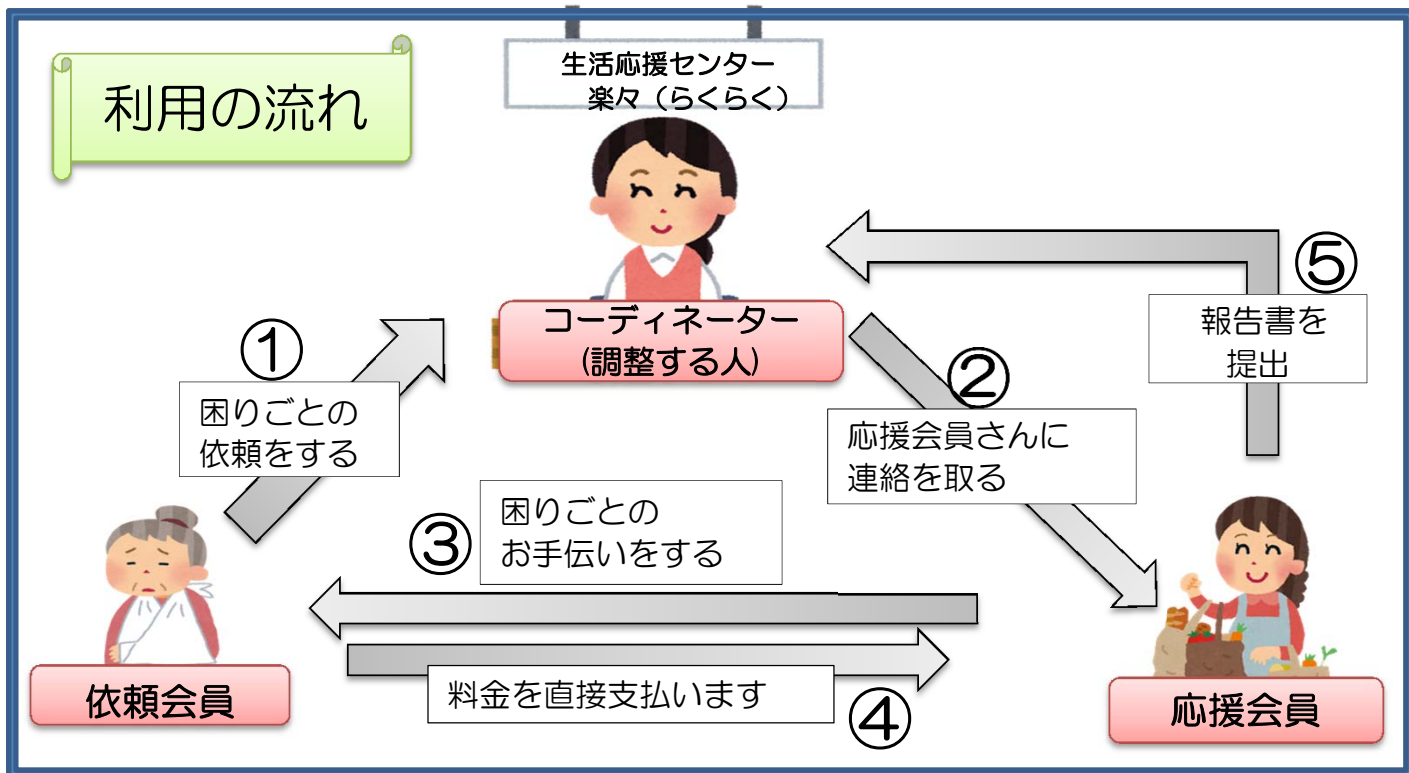 利用の流れ
生活応援センター
楽々（らくらく）
コーディネーター
(調整する人)
①
困りごとの
依頼をする
②
応援会員さんに
連絡を取る
③
困りごとの
お手伝いをする
料金を直接支払います
④
⑤
報告書を
提出
依頼会員
応援会員